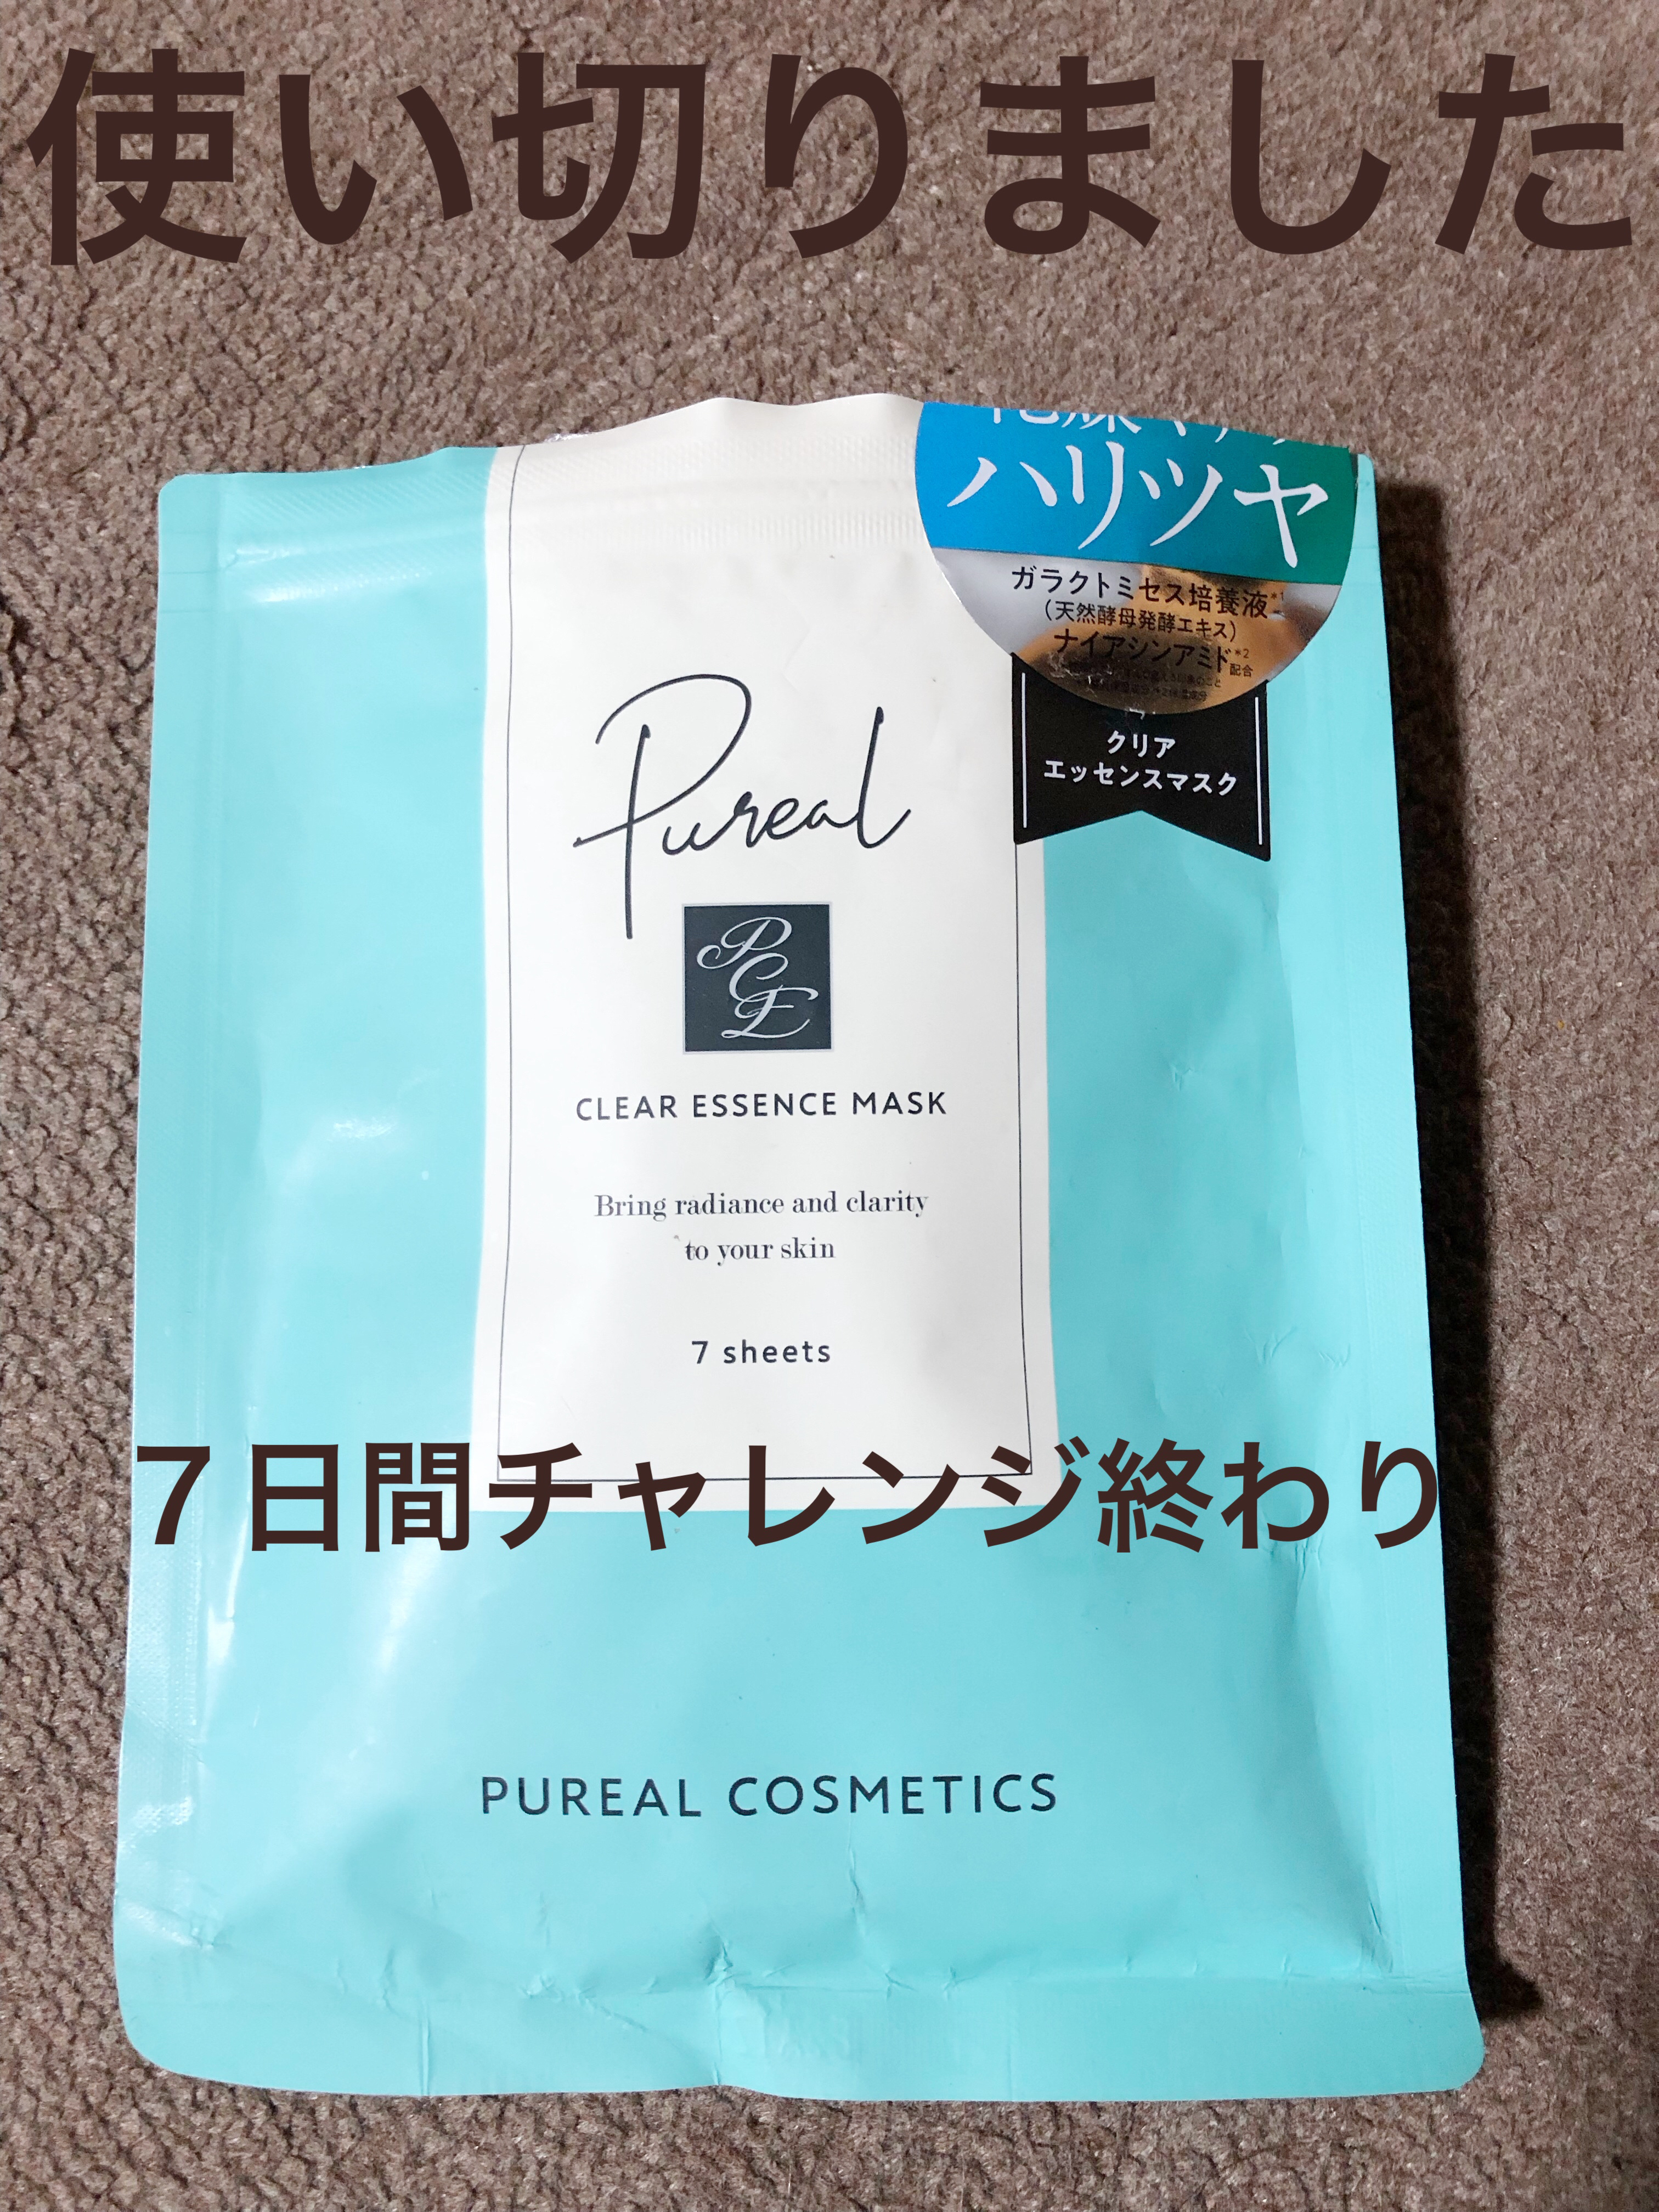 使い切りました
ハリツヤ
ガラクトミセス培養液*1
(天然酵母発酵エキス)
ナイアシンアミド*2
配合
クリア
エッセンスマスク
Pureal
PCE
CLEAR ESSENCE MASK
Bring radiance and clarity
to your skin
7 sheets
７日間チャレンジ終わり
PUREAL COSMETICS